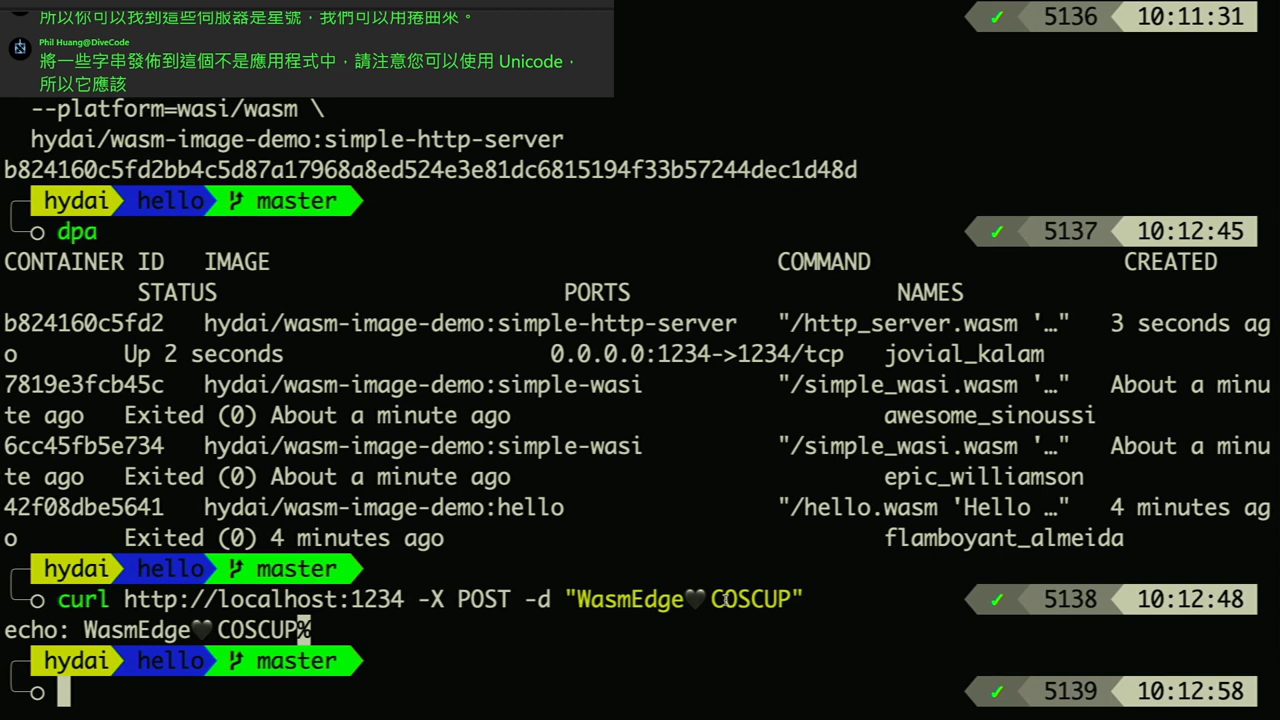 所以你可以找到這些伺服器是星號，我們可以用捲曲來。
Phil Huang@DiveCode
將一些字串發佈到這個不是應用程式中，請注意您可以使用 Unicode，
所以它應該
✓ 5136 10:11:31
--platform=wasi/wasm \
hydai/wasm-image-demo:simple-http-server
b824160c5fd2bb4c5d87a17968a8ed524e3e81dc6815194f33b57244dec1d48d
hydai hello master
dpa ✓ 5137 10:12:45
CONTAINER ID IMAGE COMMAND CREATED
STATUS PORTS NAMES
b824160c5fd2 hydai/wasm-image-demo:simple-http-server "/http_server.wasm '…" 3 seconds ag
o Up 2 seconds 0.0.0.0:1234->1234/tcp jovial_kalam
7819e3fcb45c hydai/wasm-image-demo:simple-wasi "/simple_wasi.wasm '…" About a minu
te ago Exited (0) About a minute ago awesome_sinoussi
6cc45fb5e734 hydai/wasm-image-demo:simple-wasi "/simple_wasi.wasm '…" About a minu
te ago Exited (0) About a minute ago epic_williamson
42f08dbe5641 hydai/wasm-image-demo:hello "/hello.wasm 'Hello …" 4 minutes ag
o Exited (0) 4 minutes ago flamboyant_almeida
hydai hello master
curl http://localhost:1234 -X POST -d "WasmEdge🖤COSCUP" ✓ 5138 10:12:48
echo: WasmEdge🖤COSCUP%
hydai hello master
✓ 5139 10:12:58